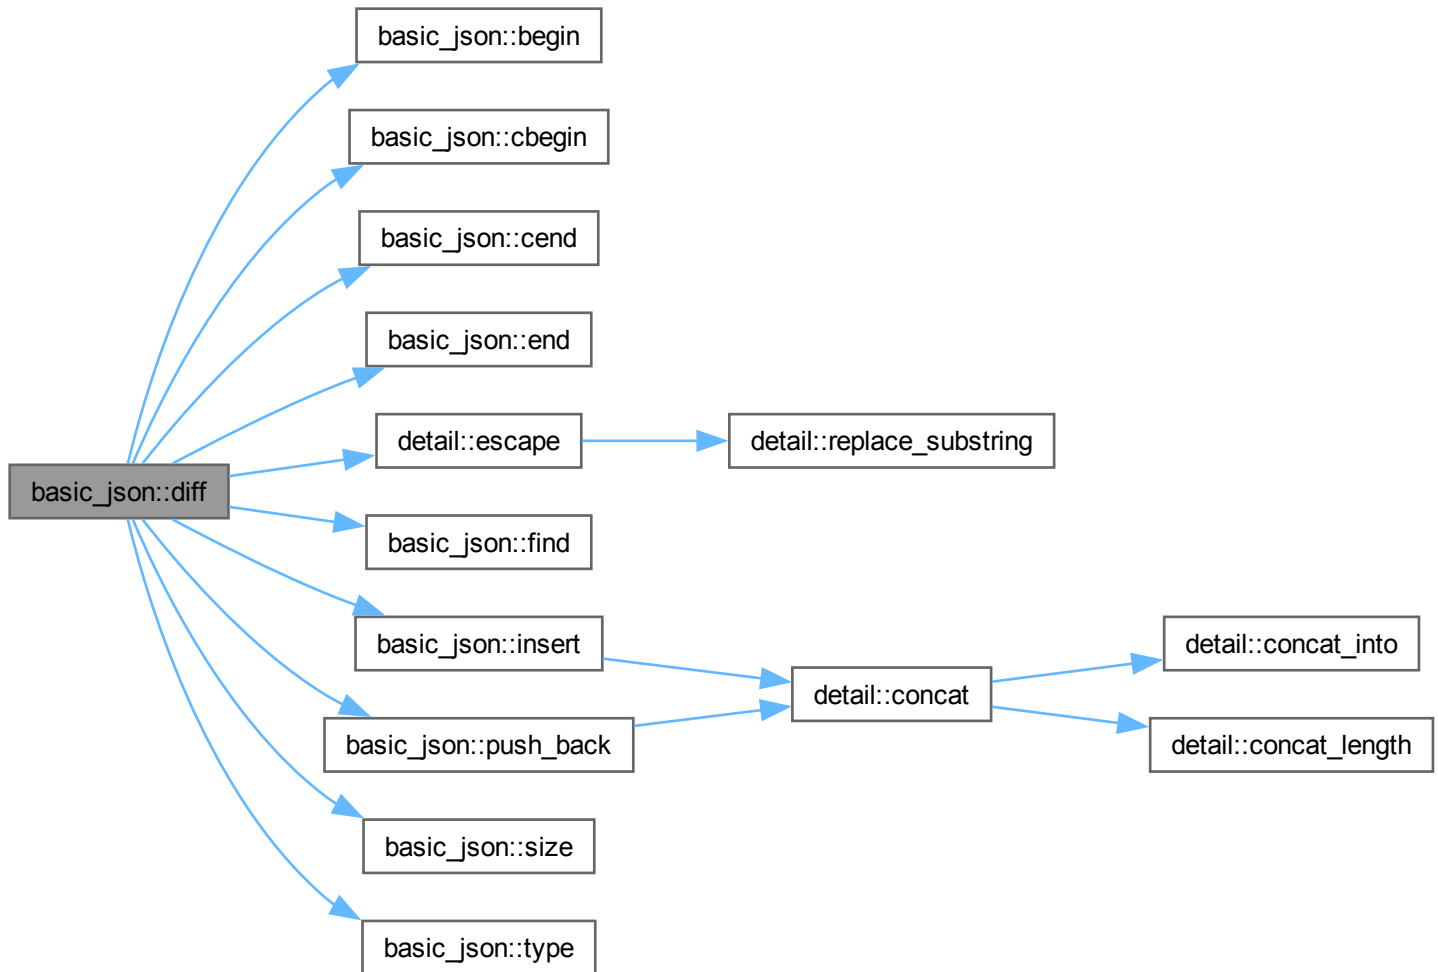 basic_json::begin
basic_json::cbegin
basic_json::cend
basic_json::end
detail::escape
detail::replace_substring
basic_json::diff
basic_json::find
basic_json::insert
detail::concat_into
detail::concat
basic_json::push_back
detail::concat_length
basic_json::size
basic_json::type